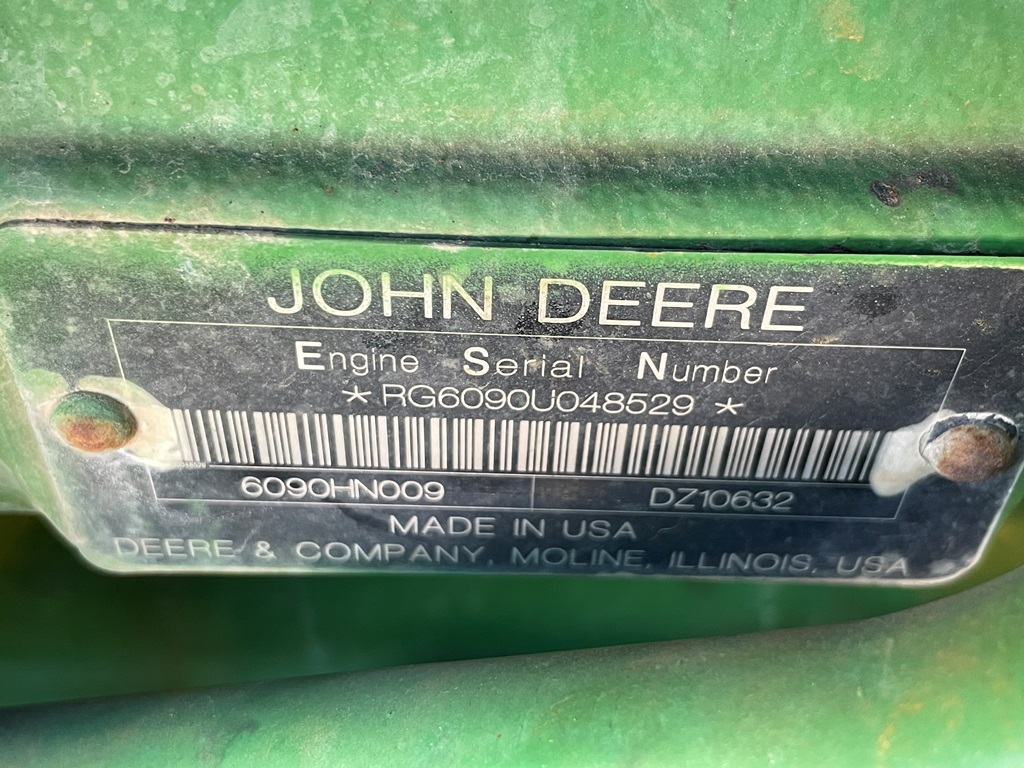 JOHN DEERE
Engine Serial Number
*RG6090U048529*
6090HN009 DZ10632
MADE IN USA
DEERE & COMPANY, MOLINE, ILLINOIS, USA